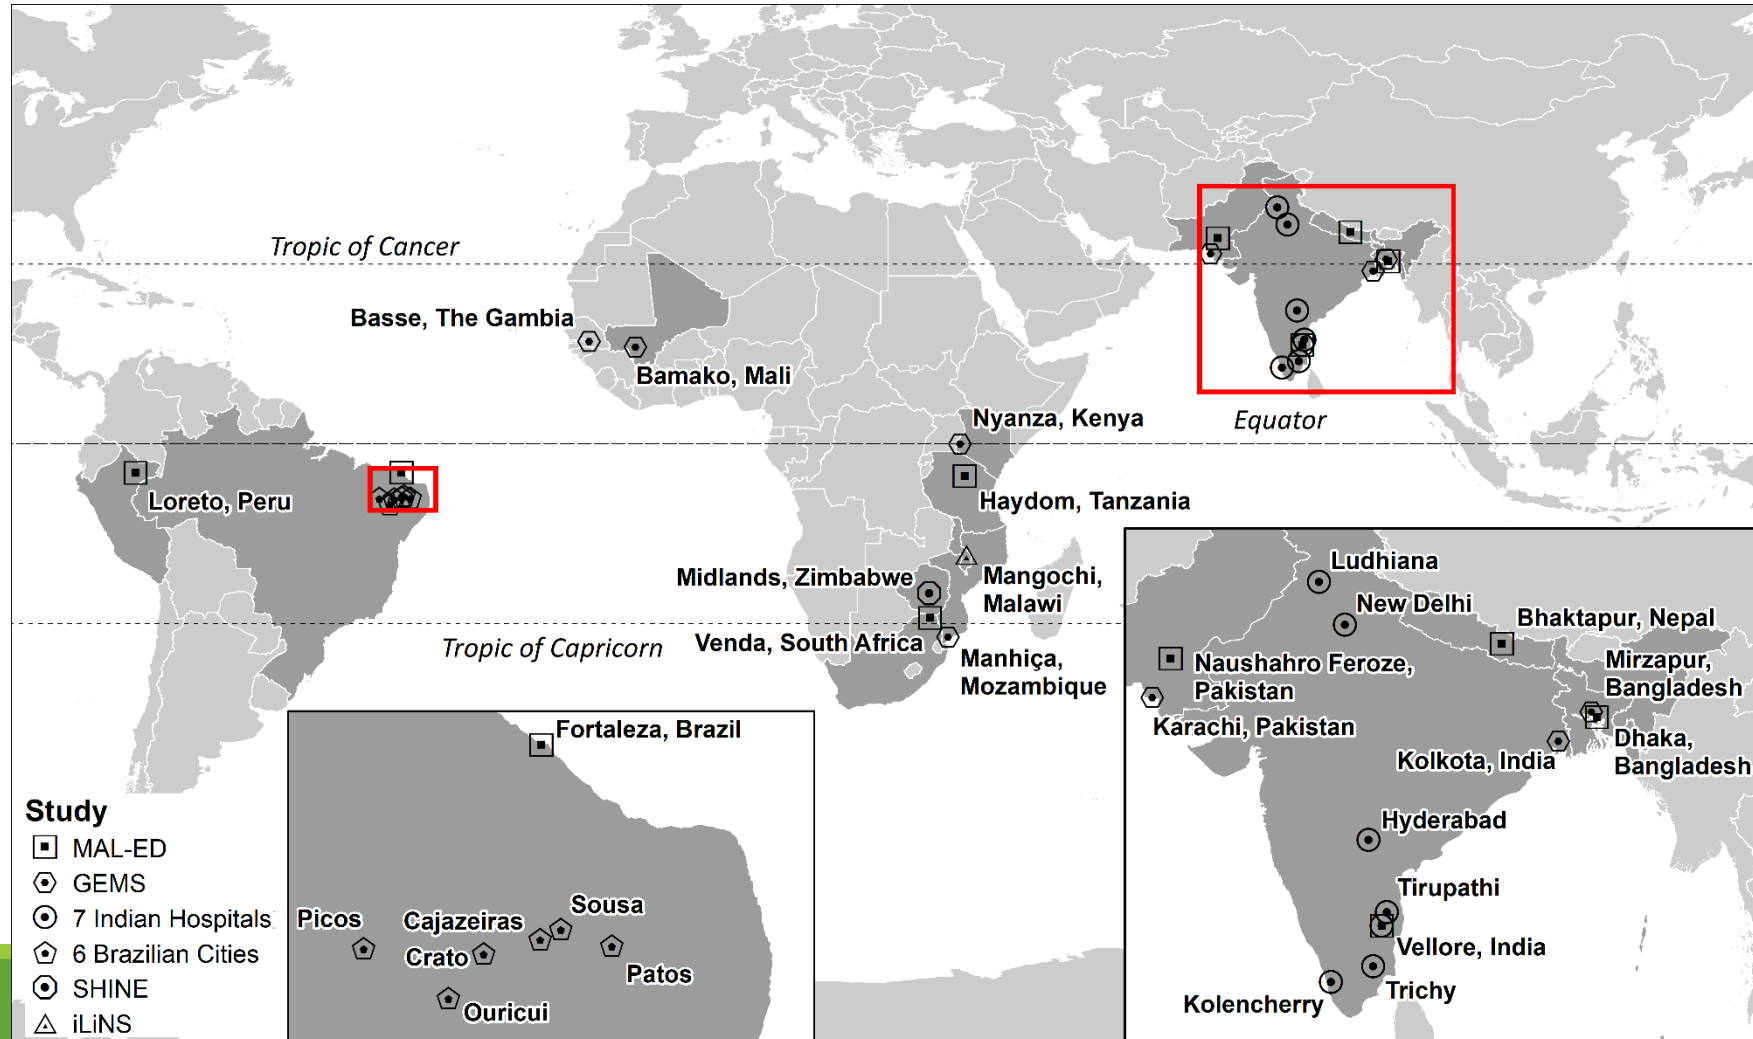 Tropic of Cancer
Basse, The Gambia
Bamako, Mali
Equator
Nyanza, Kenya
Loreto, Peru
Haydom, Tanzania
Midlands, Zimbabwe
Mangochi,
Malawi
Tropic of Capricorn
Venda, South Africa
Manhiça,
Mozambique
Ludhiana
New Delhi
Bhaktapur, Nepal
Naushahro Feroze,
Pakistan
Mirzapur,
Bangladesh
Karachi, Pakistan
Kolkota, India
Dhaka,
Bangladesh
Hyderabad
Tirupathi
Vellore, India
Kolencherry
Trichy
Fortaleza, Brazil
Picos
Cajazeiras
Sousa
Crato
Patos
Ouricui
Study
MAL-ED
GEMS
7 Indian Hospitals
6 Brazilian Cities
SHINE
iLiNS